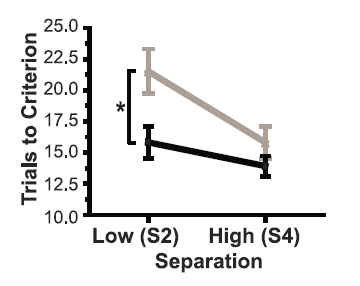 Trials to Criterion
25.0
22.5
20.0
17.5
15.0
12.5
10.0
*
Low (S2) High (S4)
Separation